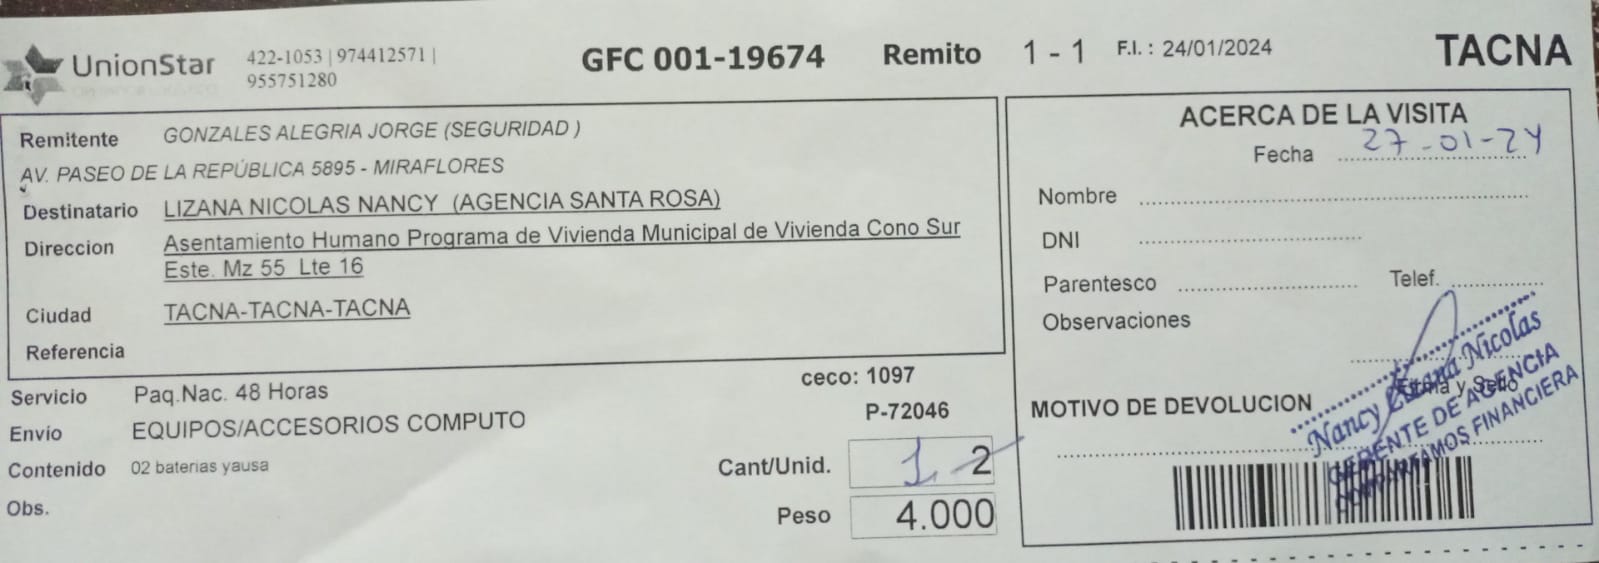 UnionStar 422-1053 | 974412571 | GFC 001-19674 Remito 1 - 1 F.I. : 24/01/2024 TACNA
955751280
Remitente GONZALES ALEGRIA JORGE (SEGURIDAD )
AV. PASEO DE LA REPÚBLICA 5895 - MIRAFLORES
Destinatario LIZANA NICOLAS NANCY (AGENCIA SANTA ROSA)
Direccion Asentamiento Humano Programa de Vivienda Municipal de Vivienda Cono Sur
Este. Mz 55 Lte 16
Ciudad TACNA-TACNA-TACNA
Referencia
Servicio Paq.Nac. 48 Horas
ceco: 1097
Envio EQUIPOS/ACCESORIOS COMPUTO
P-72046
Contenido 02 baterias yausa
Cant/Unid. 1 2
Obs.
Peso 4.000
ACERCA DE LA VISITA
Fecha 27-01-24
Nombre
DNI
Parentesco Telef.
Observaciones
Firma y Sello
MOTIVO DE DEVOLUCION
Nancy Lizana Nicolas
GERENTE DE AGENCIA
COMPARTAMOS FINANCIERA